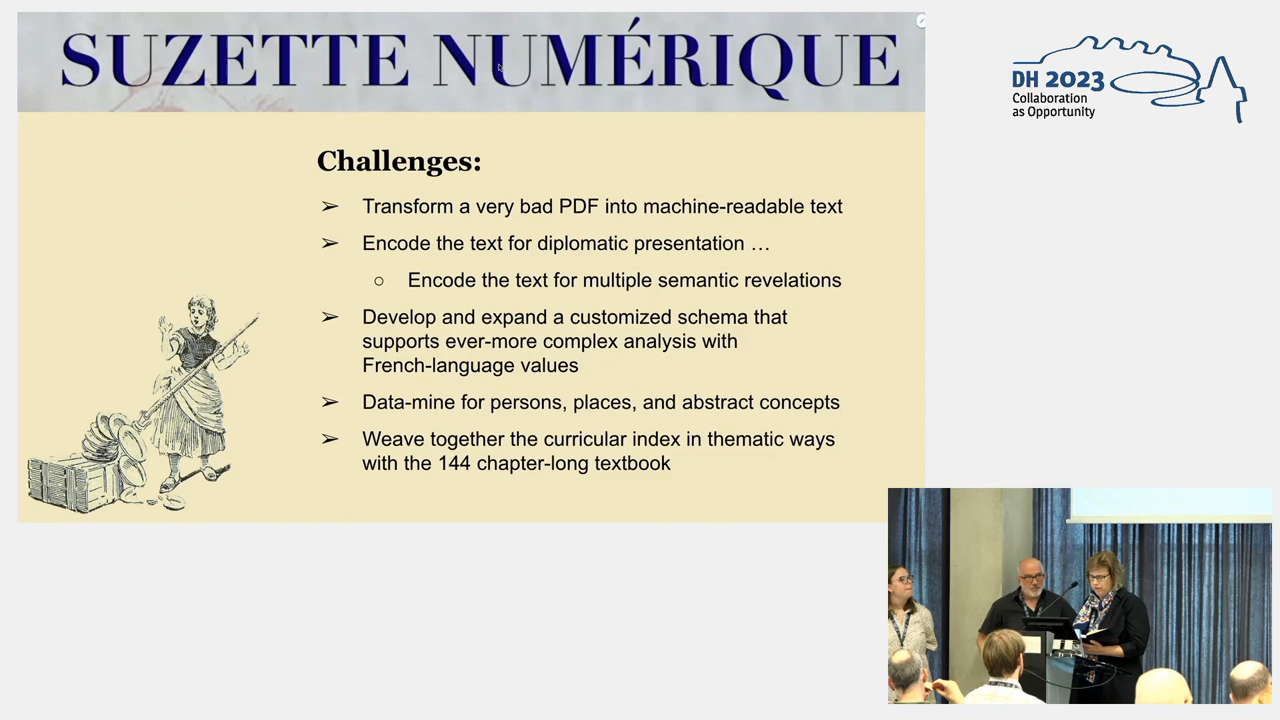 SUZETTE NUMÉRIQUE
DH 2023
Collaboration
as Opportunity
Challenges:
➢ Transform a very bad PDF into machine-readable text
➢ Encode the text for diplomatic presentation …
○ Encode the text for multiple semantic revelations
➢ Develop and expand a customized schema that
supports ever-more complex analysis with
French-language values
➢ Data-mine for persons, places, and abstract concepts
➢ Weave together the curricular index in thematic ways
with the 144 chapter-long textbook